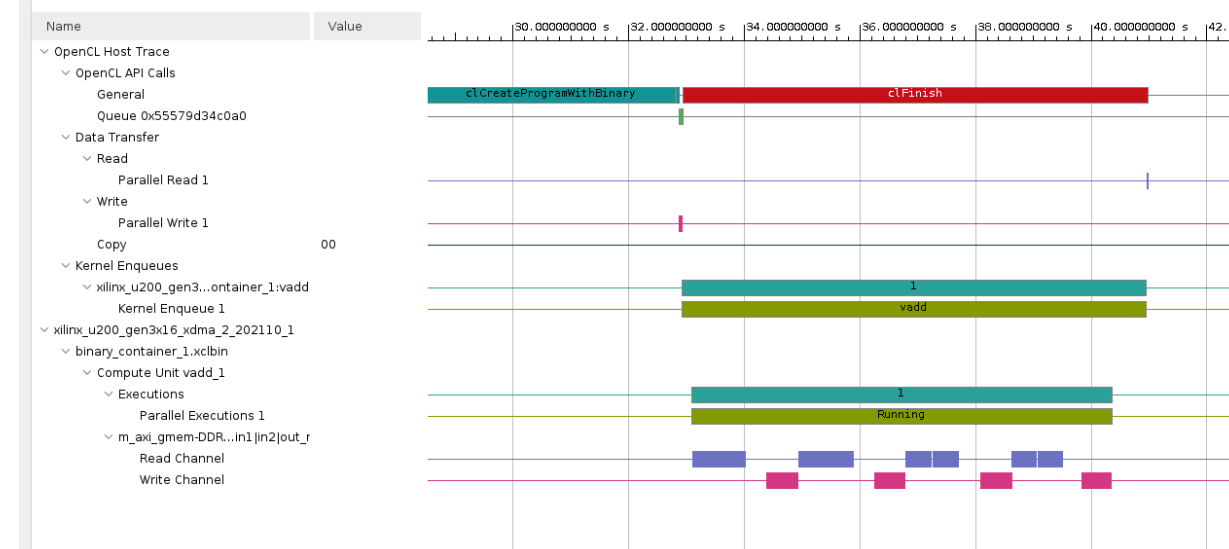 Name Value
30.000000000 s 32.000000000 s 34.000000000 s 36.000000000 s 38.000000000 s 40.000000000 s 42.
OpenCL Host Trace
OpenCL API Calls
General clCreateProgramWithBinary clFinish
Queue 0x55579d34c0a0
Data Transfer
Read
Parallel Read 1
Write
Parallel Write 1
Copy 00
Kernel Enqueues
xilinx_u200_gen3...ontainer_1:vadd 1
Kernel Enqueue 1 vadd
xilinx_u200_gen3x16_xdma_2_202110_1
binary_container_1.xclbin
Compute Unit vadd_1
Executions 1
Parallel Executions 1 Running
m_axi_gmem-DDR...in1|in2|out_r
Read Channel
Write Channel